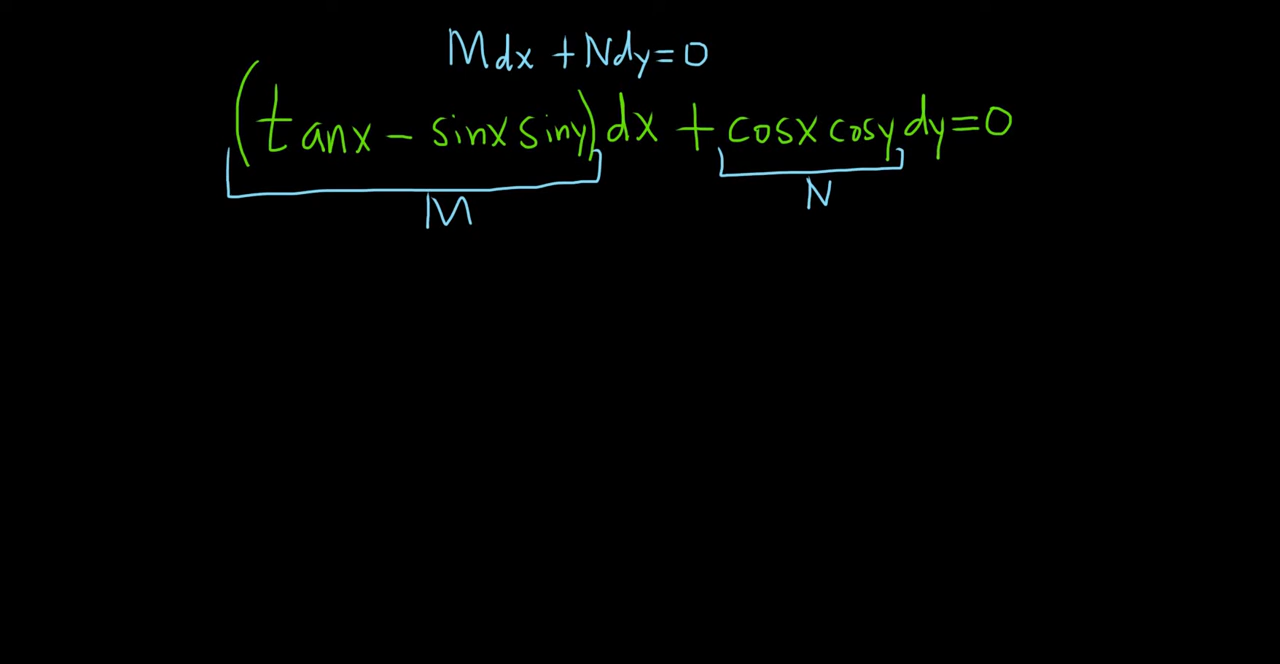 Mdx + Ndy = 0
(tanx - sinx siny) dx + cosx cosy dy = 0
M N